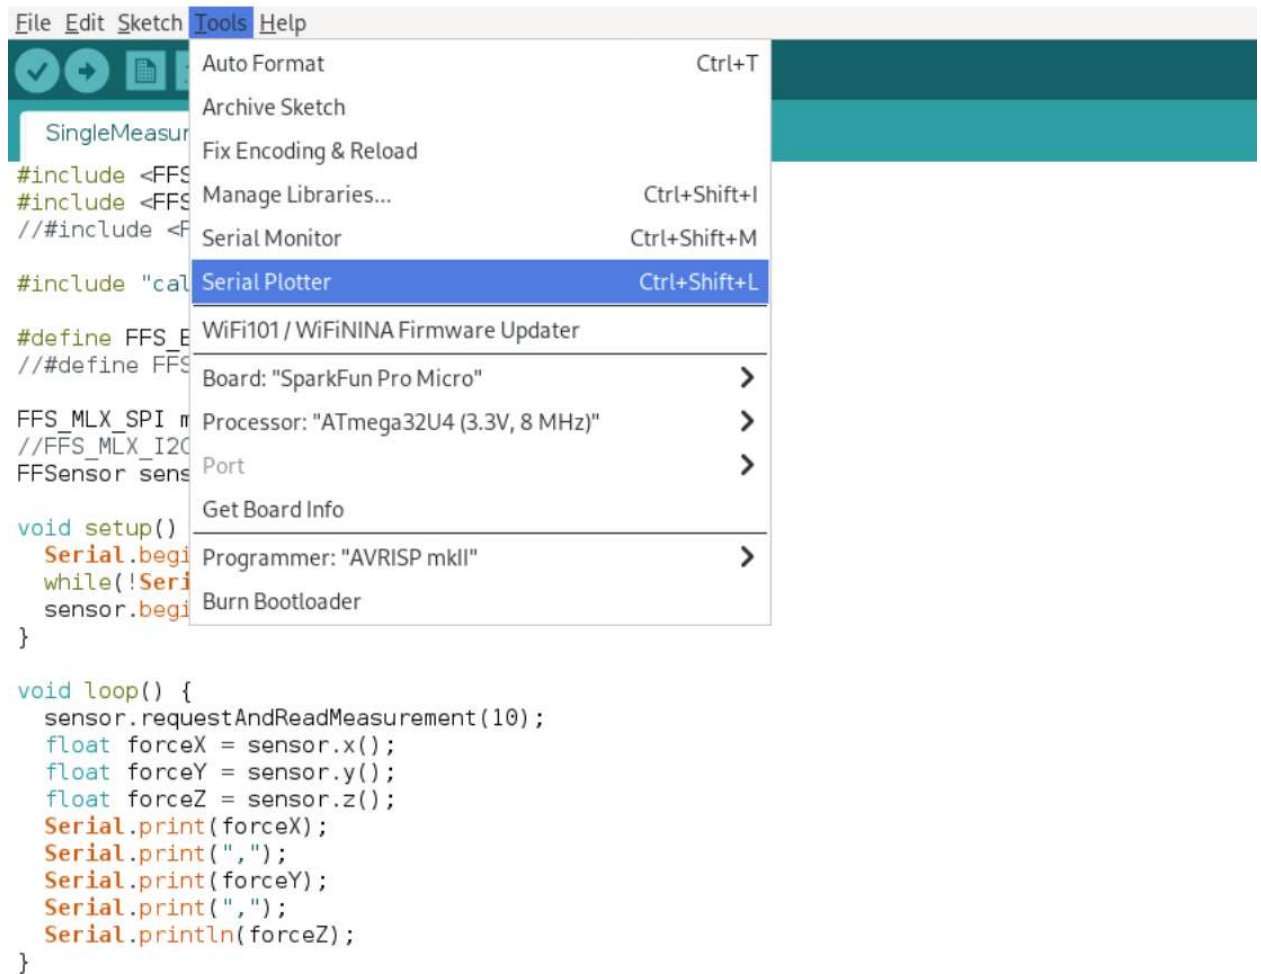 File Edit Sketch Tools Help
Auto Format Ctrl+T
Archive Sketch
Fix Encoding & Reload
Manage Libraries... Ctrl+Shift+I
Serial Monitor Ctrl+Shift+M
Serial Plotter Ctrl+Shift+L
WiFi101 / WiFiNINA Firmware Updater
Board: "SparkFun Pro Micro"
Processor: "ATmega32U4 (3.3V, 8 MHz)"
Port
Get Board Info
Programmer: "AVRISP mkII"
Burn Bootloader
SingleMeasur
#include <FFS
#include <FFS
//#include <F
#include "cal
#define FFS_E
//#define FFS
FFS_MLX_SPI m
//FFS_MLX_I2C
FFSensor sens
void setup()
Serial.begi
while(!Seri
sensor.begi
}
void loop() {
sensor.requestAndReadMeasurement(10);
float forceX = sensor.x();
float forceY = sensor.y();
float forceZ = sensor.z();
Serial.print(forceX);
Serial.print(",");
Serial.print(forceY);
Serial.print(",");
Serial.println(forceZ);
}